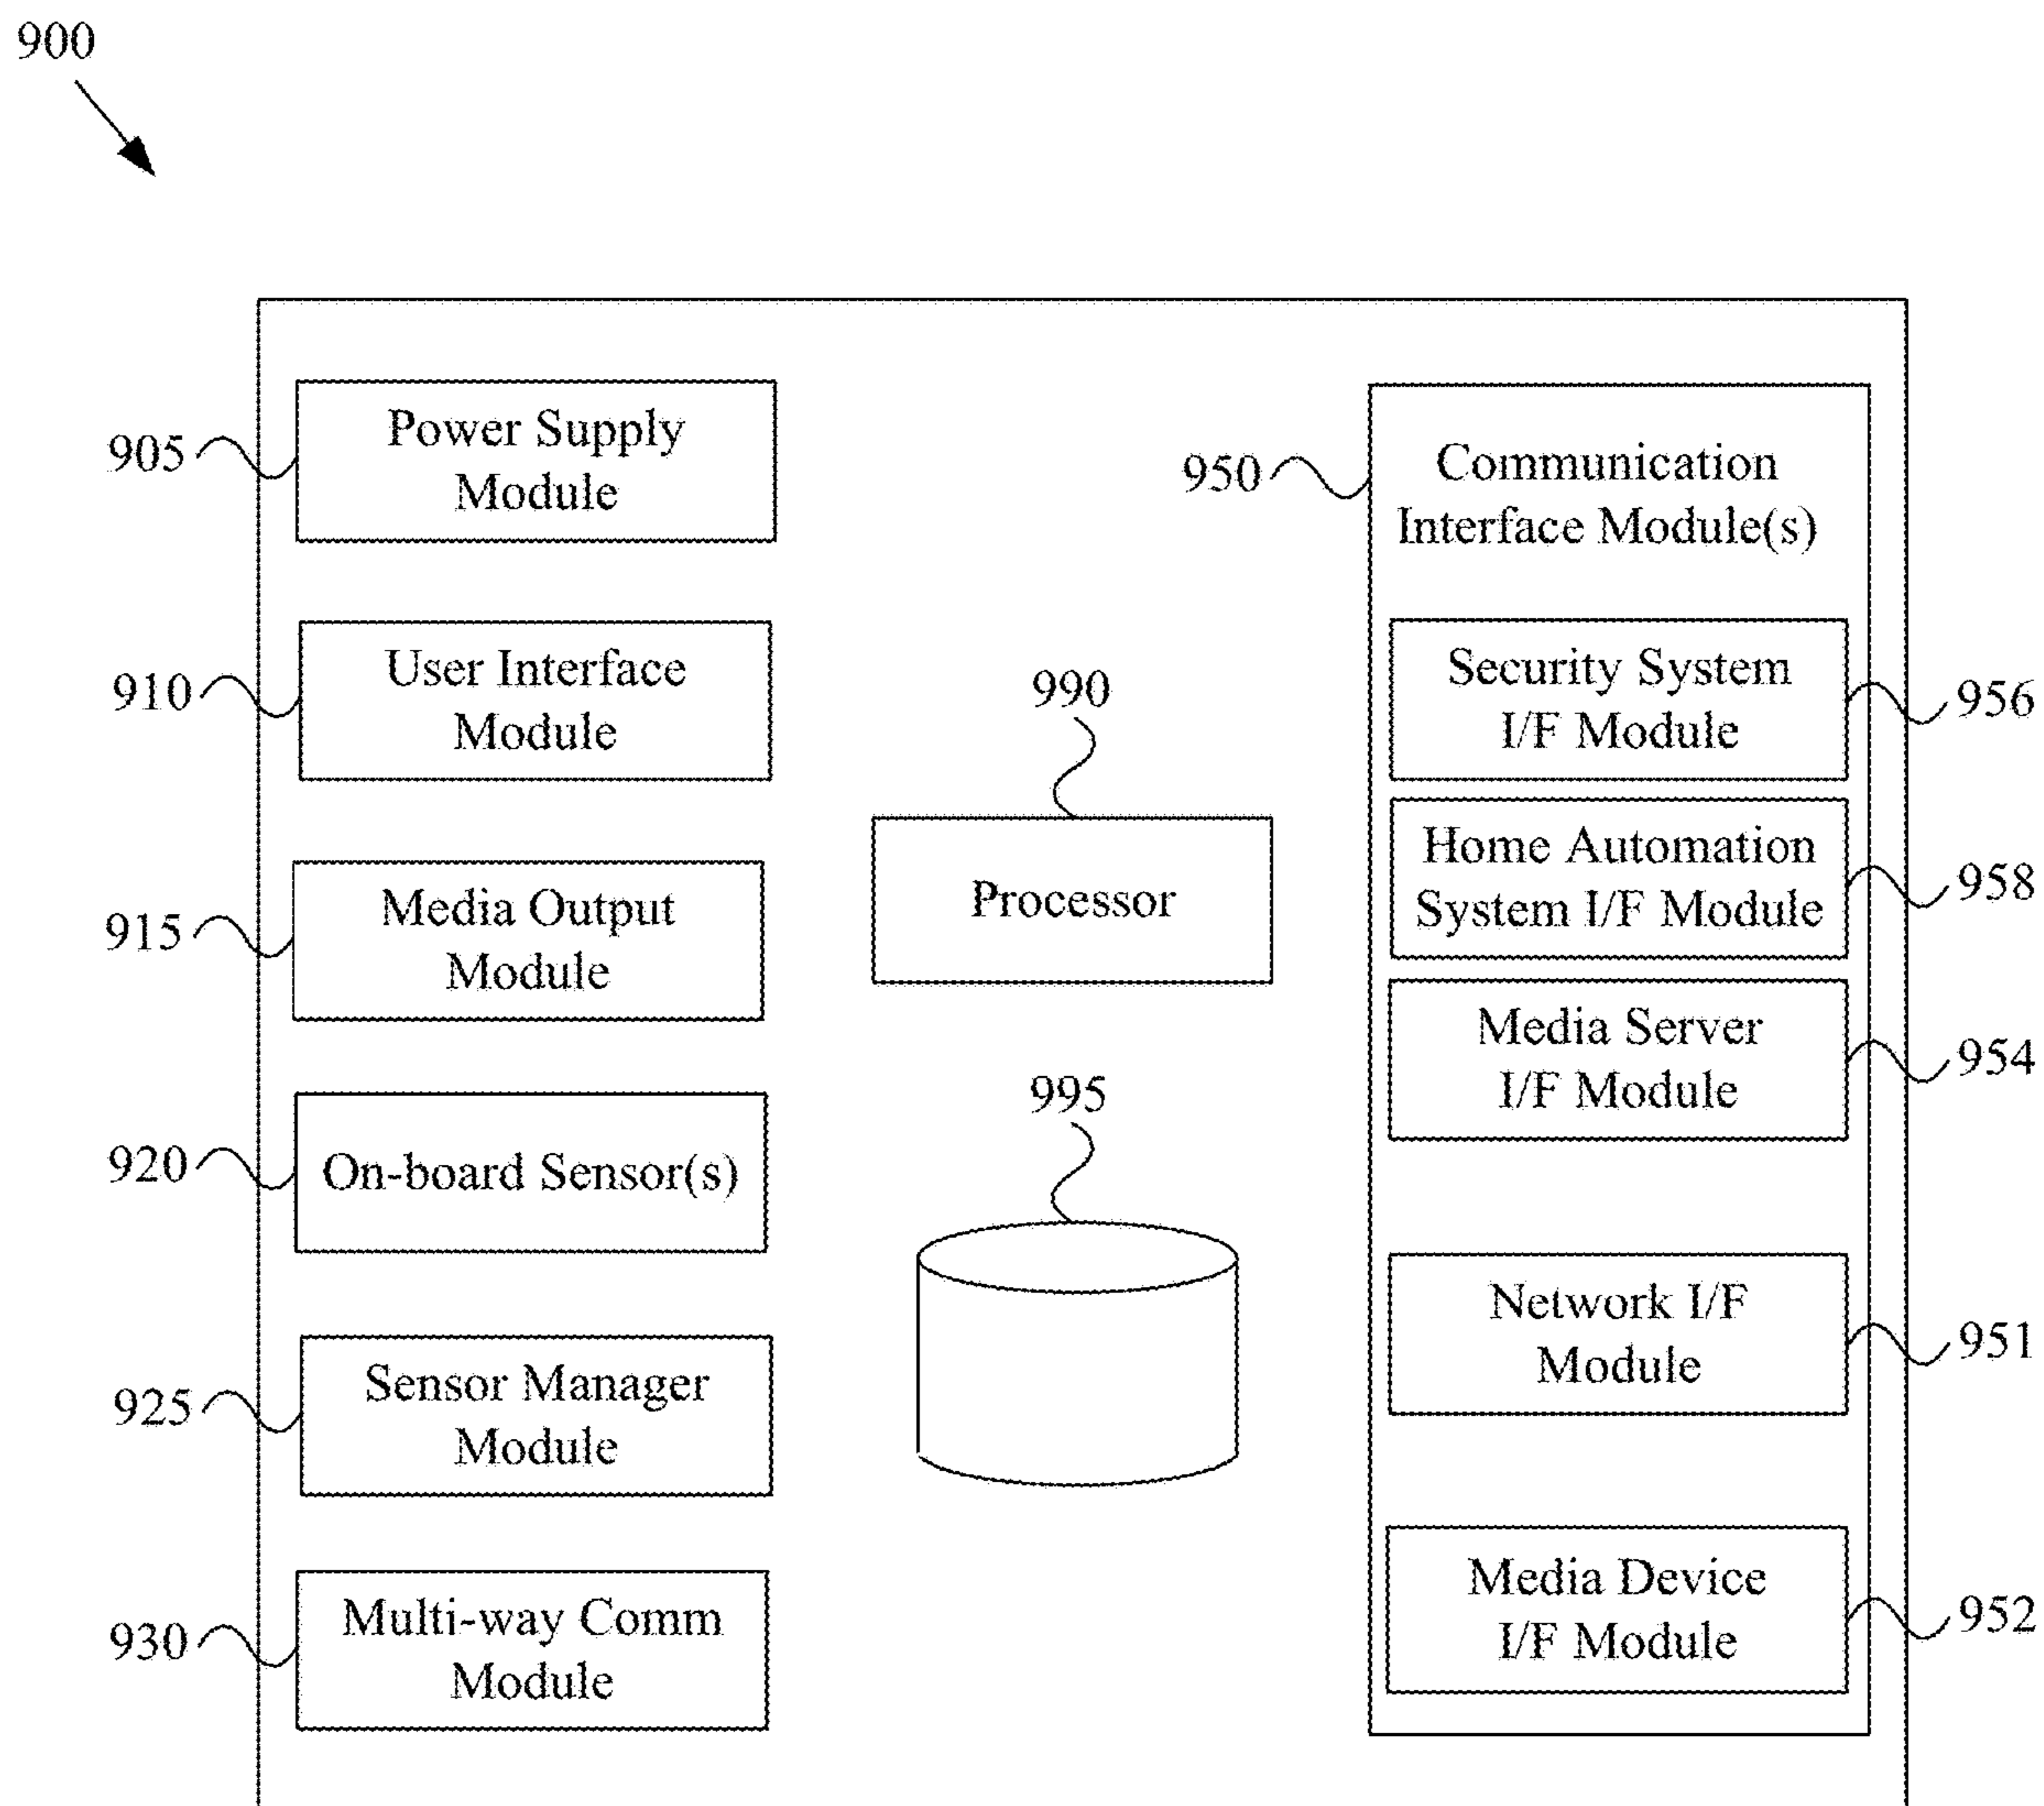 900
905
Power Supply
Module
910
User Interface
Module
915
Media Output
Module
920
On-board Sensor(s)
925
Sensor Manager
Module
930
Multi-way Comm
Module
990
Processor
995
950
Communication
Interface Module(s)
Security System
I/F Module
956
Home Automation
System I/F Module
958
Media Server
I/F Module
954
Network I/F
Module
951
Media Device
I/F Module
952